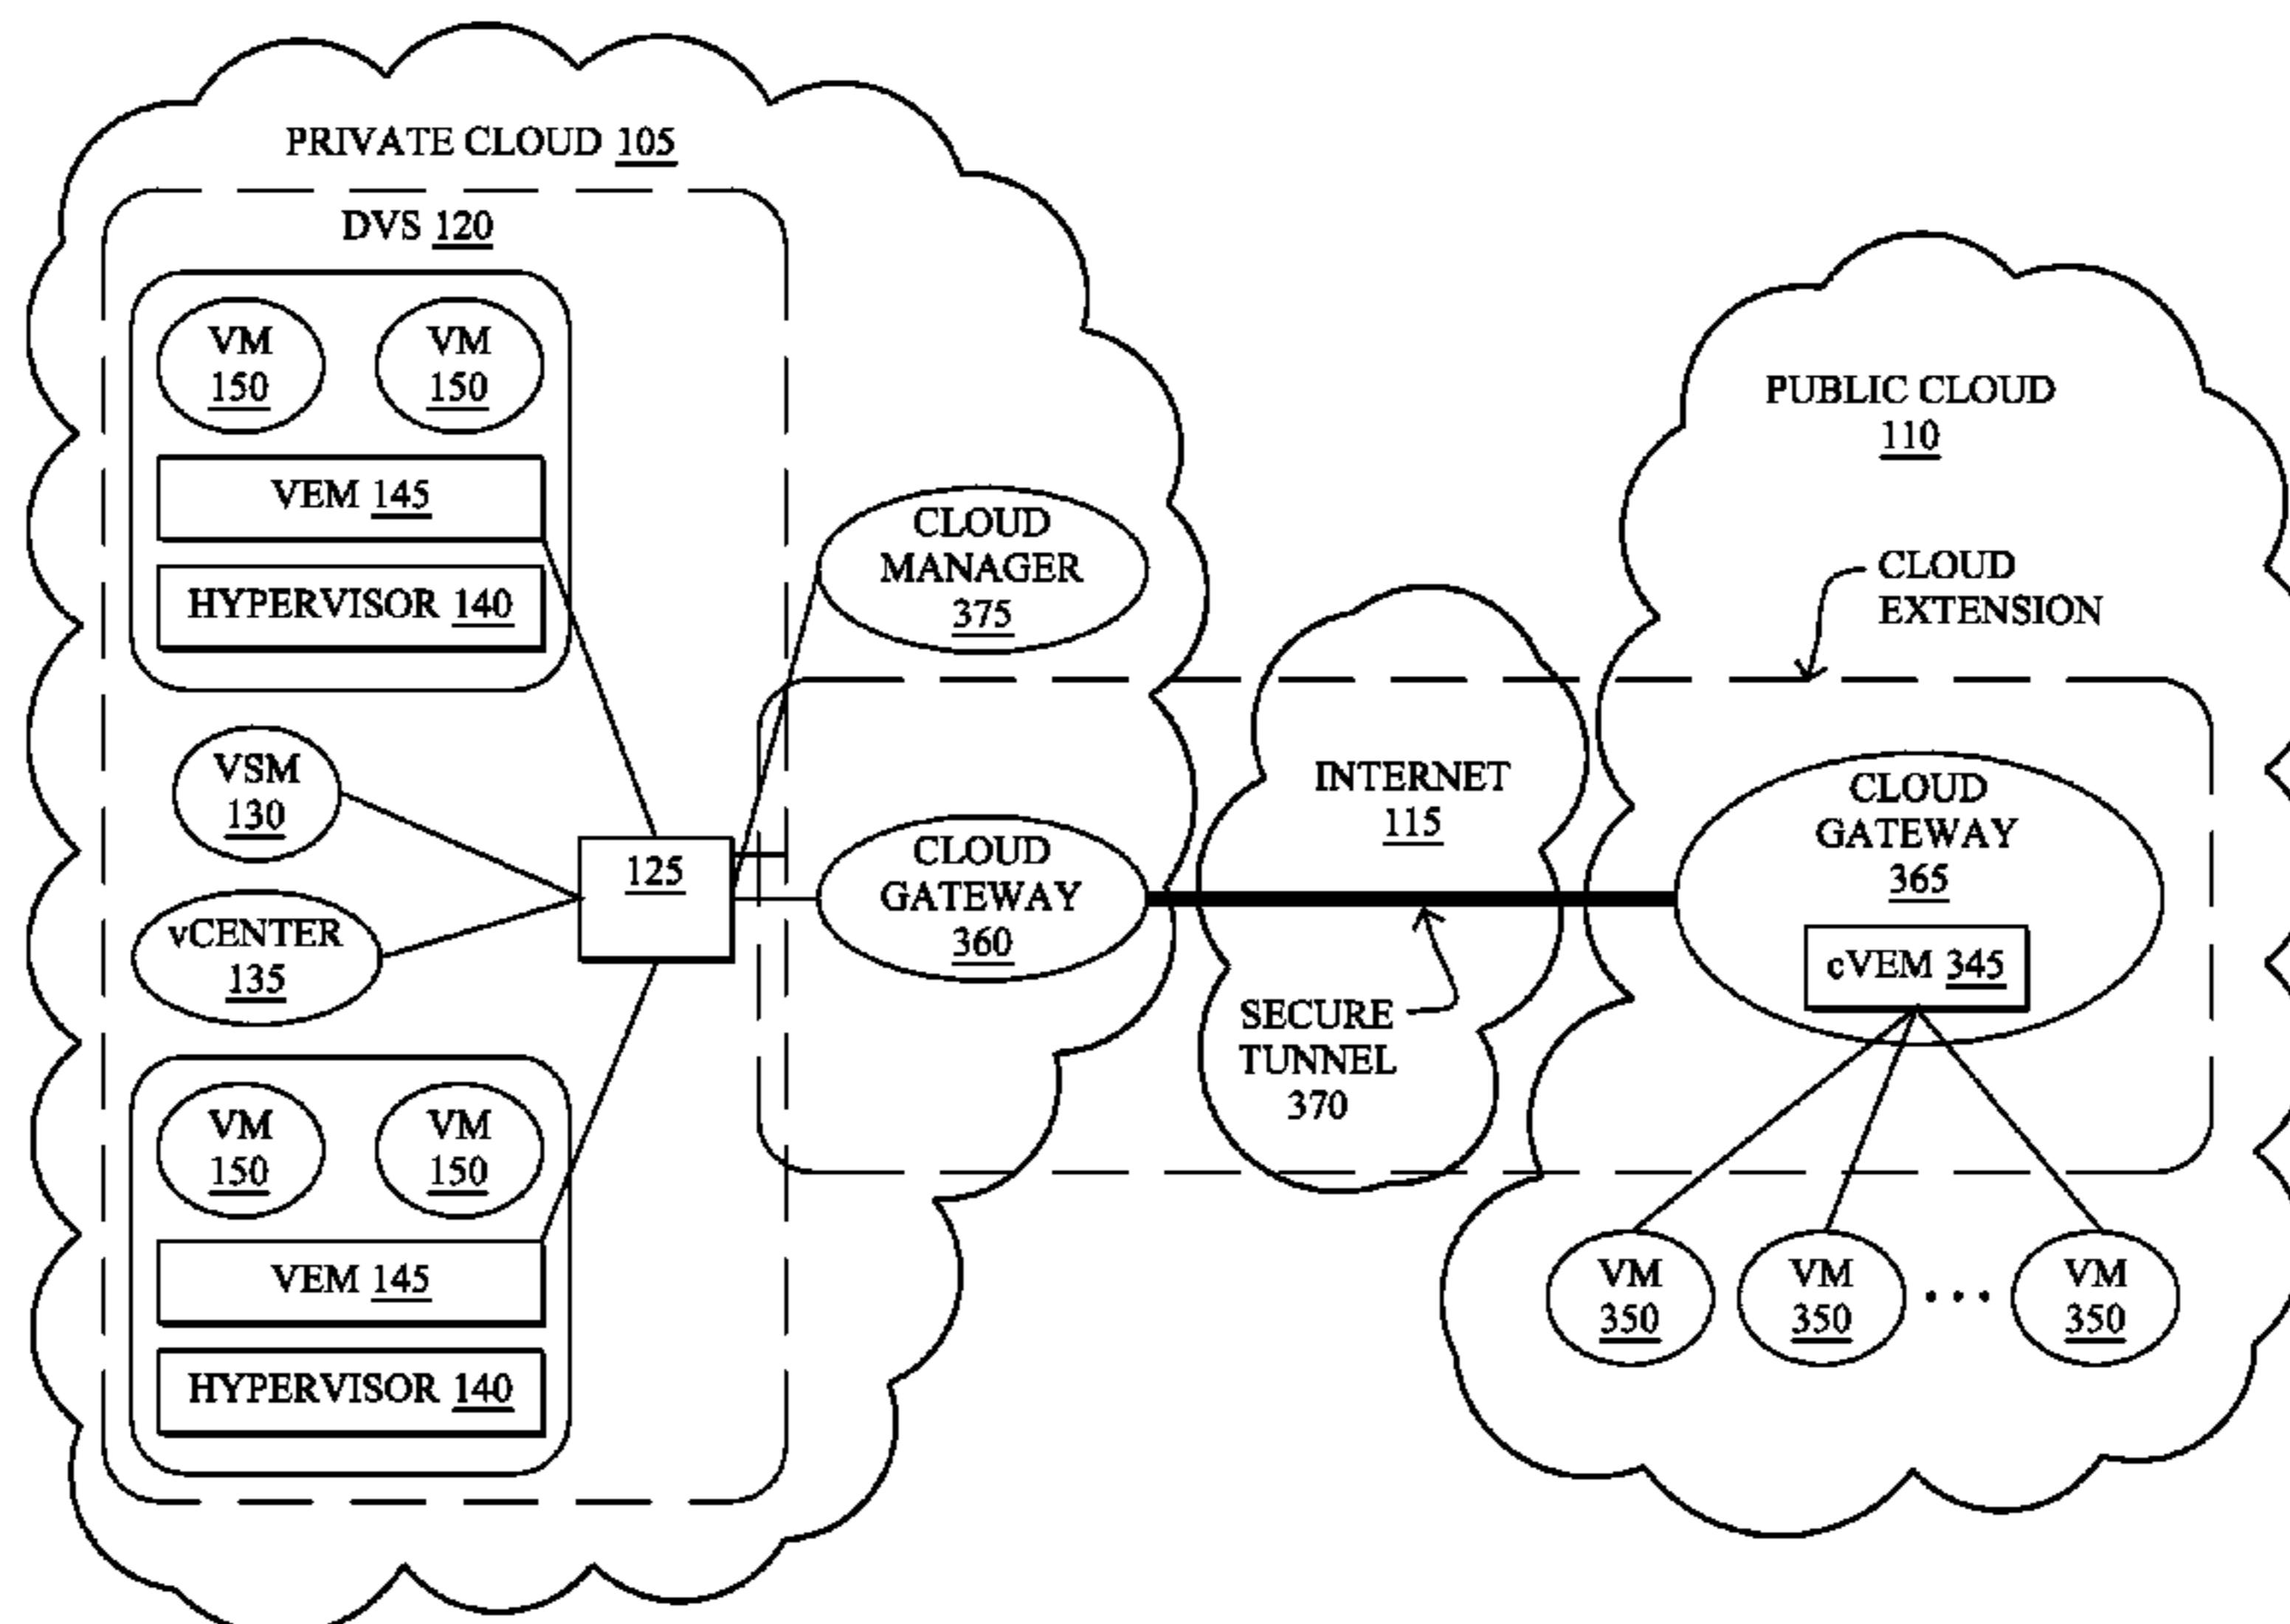 PRIVATE CLOUD 105
DVS 120
VM
150
VM
150
VEM 145
HYPERVISOR 140
VSM
130
vCENTER
135
125
VM
150
VM
150
VEM 145
HYPERVISOR 140
CLOUD
MANAGER
375
CLOUD
GATEWAY
360
INTERNET
115
SECURE
TUNNEL
370
PUBLIC CLOUD
110
CLOUD
EXTENSION
CLOUD
GATEWAY
365
cVEM 345
VM
350
VM
350
• • •
VM
350